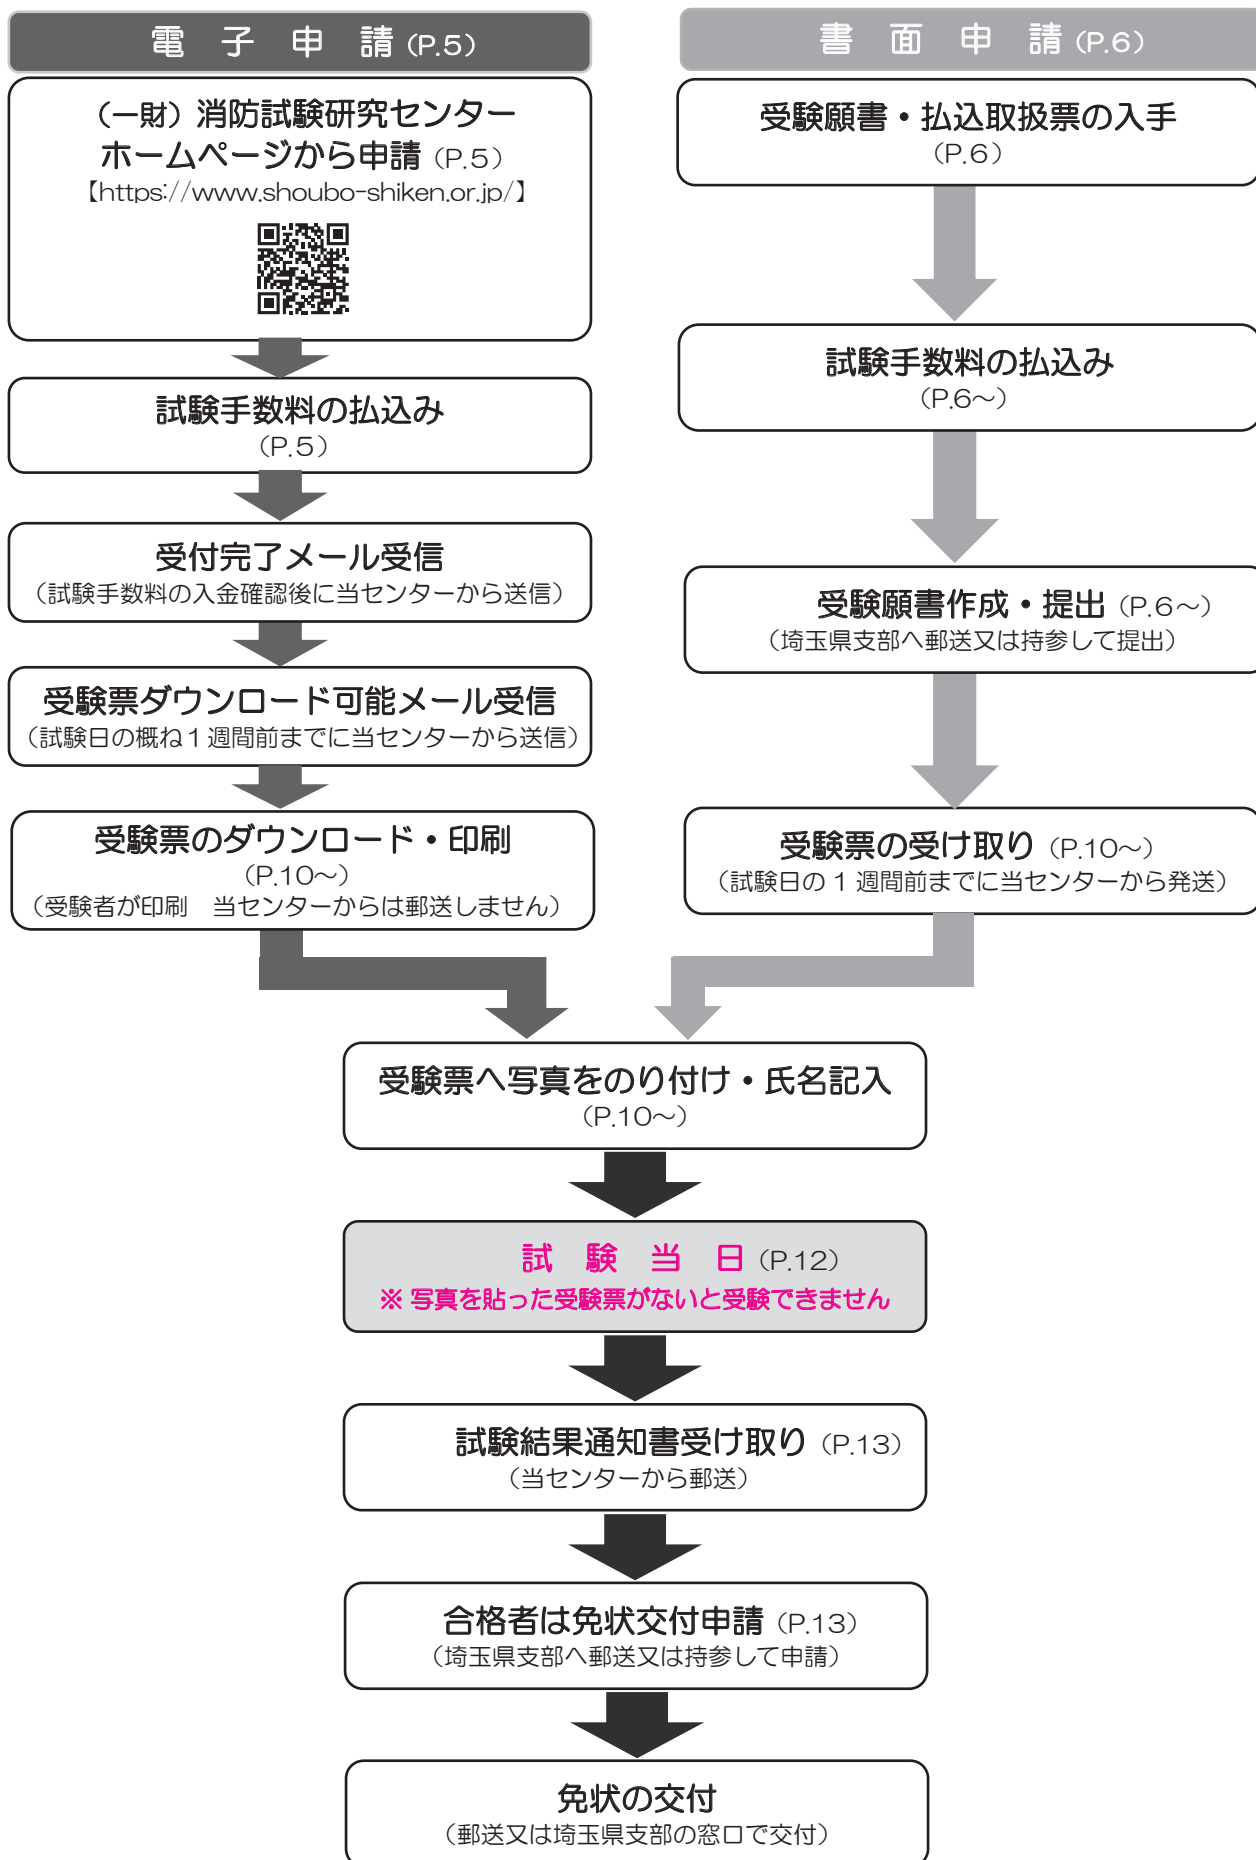 電 子 申 請 (P.5)
(一財) 消防試験研究センター
ホームページから申請 (P.5)
【https://www.shoubo-shiken.or.jp/】
試験手数料の払込み
(P.5)
受付完了メール受信
(試験手数料の入金確認後に当センターから送信)
受験票ダウンロード可能メール受信
(試験日の概ね1週間前までに当センターから送信)
受験票のダウンロード・印刷
(P.10～)
(受験者が印刷　当センターからは郵送しません)
書 面 申 請 (P.6)
受験願書・払込取扱票の入手
(P.6)
試験手数料の払込み
(P.6～)
受験願書作成・提出 (P.6～)
(埼玉県支部へ郵送又は持参して提出)
受験票の受け取り (P.10～)
(試験日の 1 週間前までに当センターから発送)
受験票へ写真をのり付け・氏名記入
(P.10～)
試 験 当 日 (P.12)
※ 写真を貼った受験票がないと受験できません
試験結果通知書受け取り (P.13)
(当センターから郵送)
合格者は免状交付申請 (P.13)
(埼玉県支部へ郵送又は持参して申請)
免状の交付
(郵送又は埼玉県支部の窓口で交付)